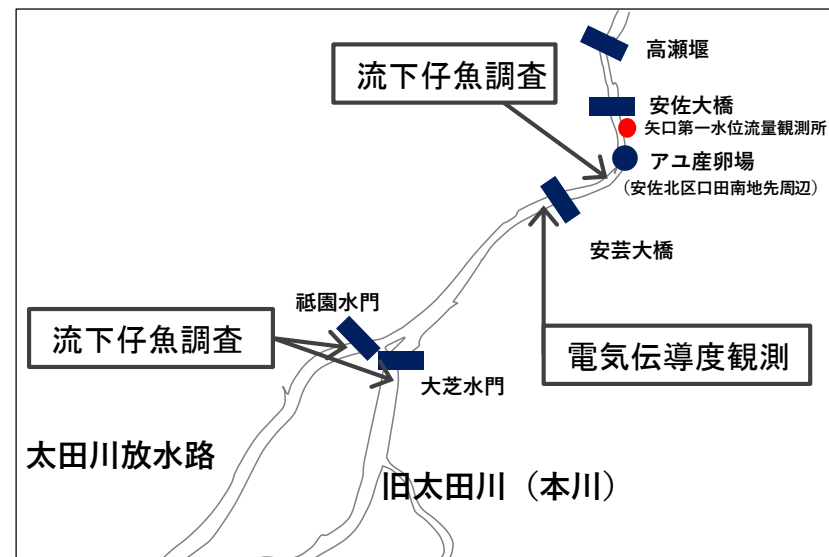 高瀬堰
流下仔魚調査
安佐大橋
矢口第一水位流量観測所
アユ産卵場
（安佐北区口田南地先周辺）
安芸大橋
祇園水門
流下仔魚調査
電気伝導度観測
大芝水門
太田川放水路
旧太田川（本川）